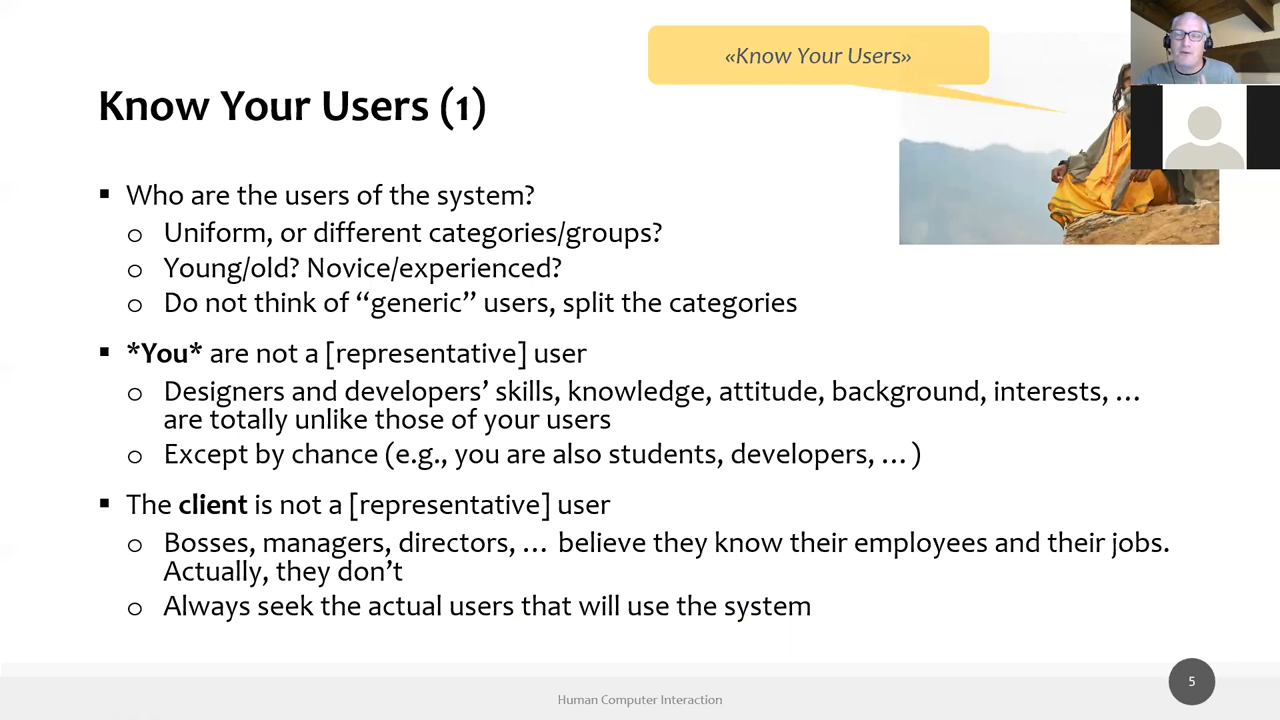 «Know Your Users»
Know Your Users (1)
▪ Who are the users of the system?
o Uniform, or different categories/groups?
o Young/old? Novice/experienced?
o Do not think of “generic” users, split the categories
▪ *You* are not a [representative] user
o Designers and developers’ skills, knowledge, attitude, background, interests, …
are totally unlike those of your users
o Except by chance (e.g., you are also students, developers, … )
▪ The client is not a [representative] user
o Bosses, managers, directors, … believe they know their employees and their jobs.
Actually, they don’t
o Always seek the actual users that will use the system
Human Computer Interaction
5